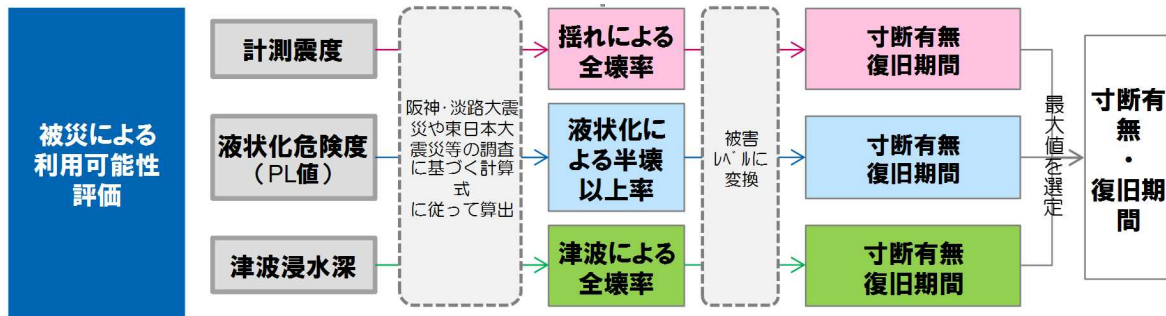 被災による
利用可能性
評価
計測震度
液状化危険度
(PL値)
津波浸水深
阪神・淡路大震
災や東日本大
震災等の調査
に基づく計算
式
に従って算出
揺れによる
全壊率
液状化に
よる半壊
以上率
津波による
全壊率
被害
ﾚﾍﾞﾙに
変換
寸断有無
復旧期間
寸断有無
復旧期間
寸断有無
復旧期間
最大値を選定
寸断有
無
・
復旧期
間